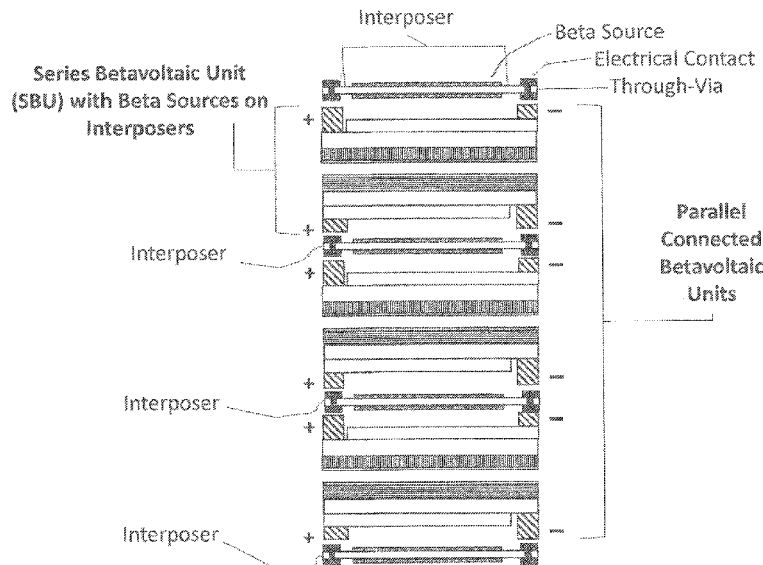 Interposer
Beta Source
Electrical Contact
Through-Via
Series Betavoltaic Unit
(SBU) with Beta Sources on
Interposers
+
−
+
−
Interposer
+
−
Parallel
Connected
Betavoltaic
Units
+
−
Interposer
+
−
+
−
Interposer